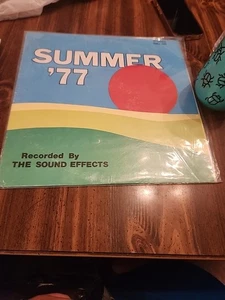 SUMMER
'77
Recorded By
THE SOUND EFFECTS